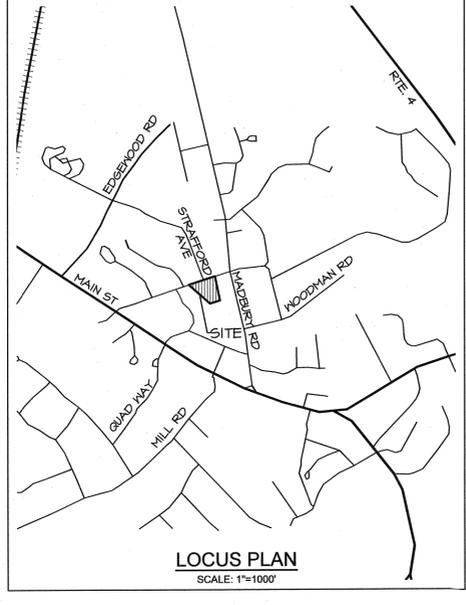 RTE. 4
EDGEWOOD RD
STRAFFORD
AVE
MADBURY RD
WOODMAN RD
MAIN ST
SITE
QUAD WAY
MILL RD
LOCUS PLAN
SCALE: 1"=1000'